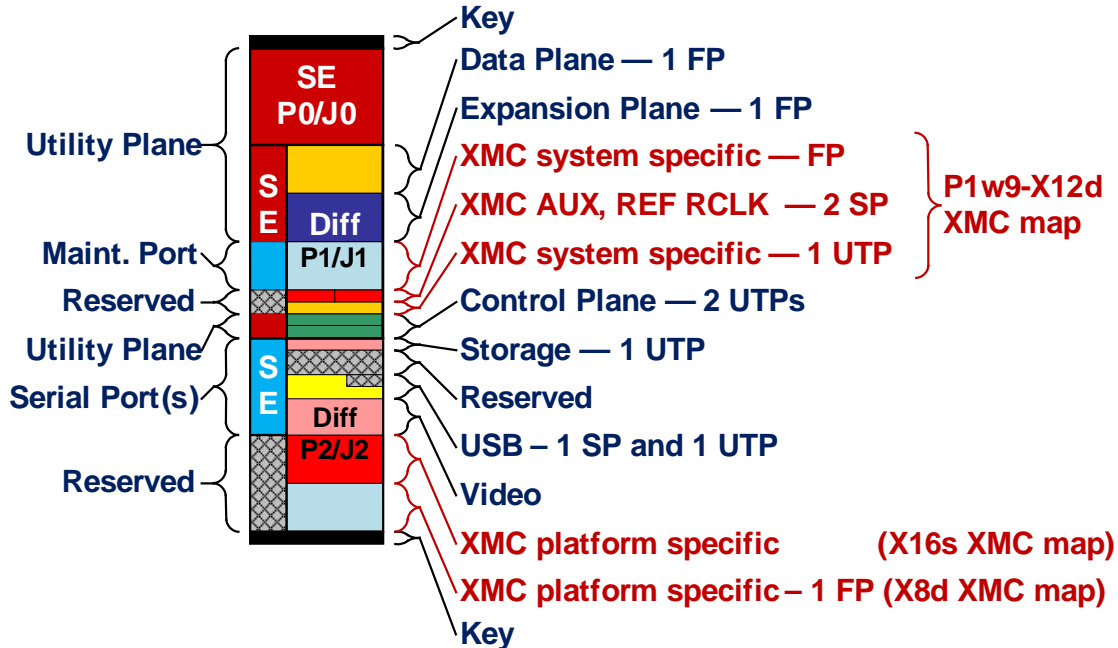 Key
Data Plane — 1 FP
Expansion Plane — 1 FP
XMC system specific — FP
XMC AUX, REF RCLK — 2 SP
XMC system specific — 1 UTP
Control Plane — 2 UTPs
Storage — 1 UTP
Reserved
USB – 1 SP and 1 UTP
Video
XMC platform specific (X16s XMC map)
XMC platform specific – 1 FP (X8d XMC map)
Key
P1w9-X12d
XMC map
Utility Plane
Maint. Port
Reserved
Utility Plane
Serial Port(s)
Reserved
SE
P0/J0
S
E
Diff
P1/J1
S
E
Diff
P2/J2